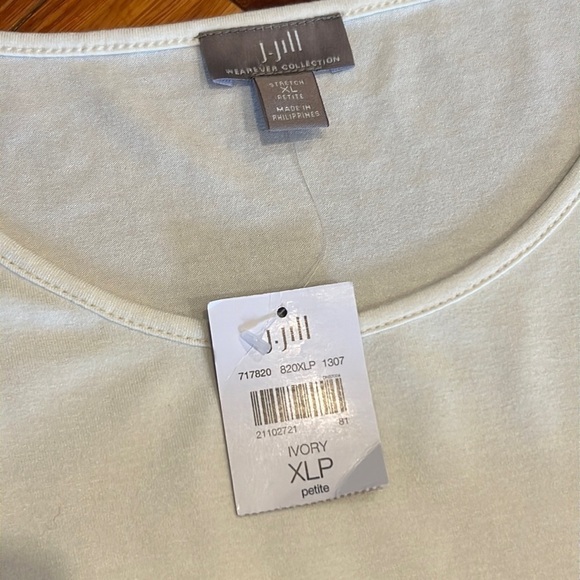 J.Jill
WEAREVER COLLECTION
STRETCH
XL
PETITE
MADE IN
PHILIPPINES
J.Jill
717820 820XLP 1307
21102721 81
IVORY
XLP
petite